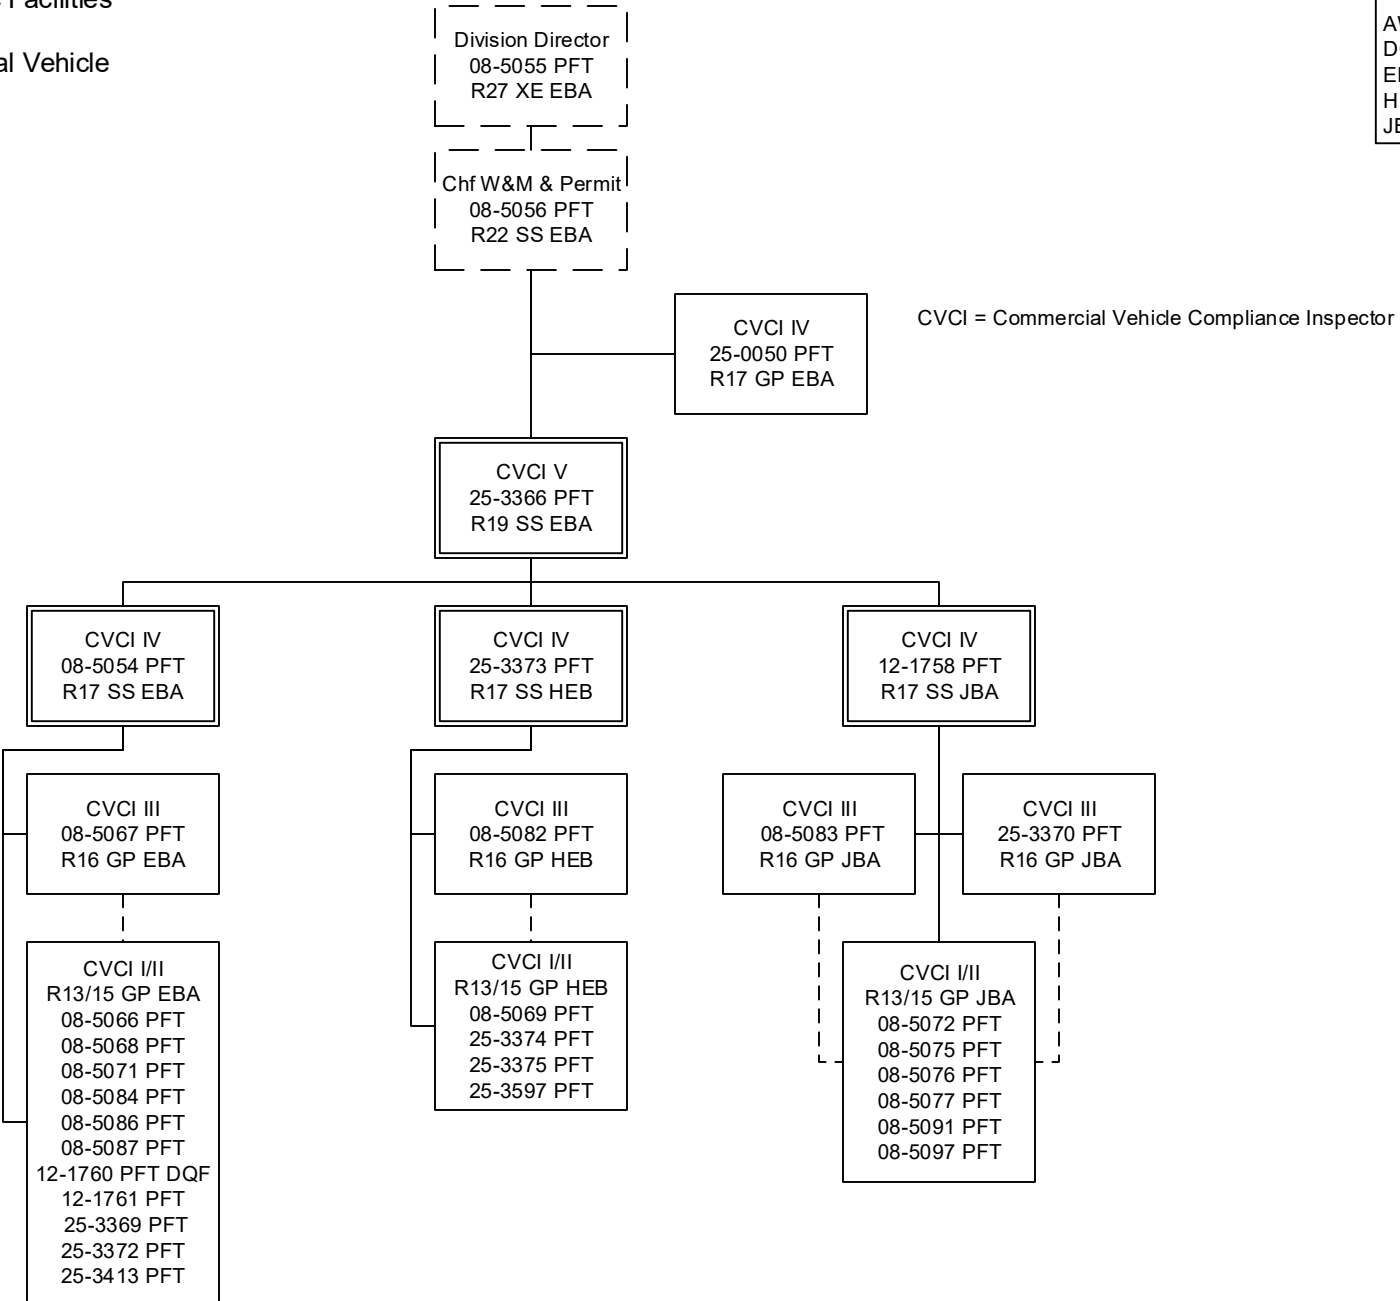 Facilities
al Vehicle
Division Director
08-5055 PFT
R27 XE EBA
Chf W&M & Permit
08-5056 PFT
R22 SS EBA
CVCI IV
25-0050 PFT
R17 GP EBA
CVCI = Commercial Vehicle Compliance Inspector
CVCI V
25-3366 PFT
R19 SS EBA
CVCI IV
08-5054 PFT
R17 SS EBA
CVCI IV
25-3373 PFT
R17 SS HEB
CVCI IV
12-1758 PFT
R17 SS JBA
CVCI III
08-5067 PFT
R16 GP EBA
CVCI III
08-5082 PFT
R16 GP HEB
CVCI III
08-5083 PFT
R16 GP JBA
CVCI III
25-3370 PFT
R16 GP JBA
CVCI I/II
R13/15 GP EBA
08-5066 PFT
08-5068 PFT
08-5071 PFT
08-5084 PFT
08-5086 PFT
08-5087 PFT
12-1760 PFT DQF
12-1761 PFT
25-3369 PFT
25-3372 PFT
25-3413 PFT
CVCI I/II
R13/15 GP HEB
08-5069 PFT
25-3374 PFT
25-3375 PFT
25-3597 PFT
CVCI I/II
R13/15 GP JBA
08-5072 PFT
08-5075 PFT
08-5076 PFT
08-5077 PFT
08-5091 PFT
08-5097 PFT